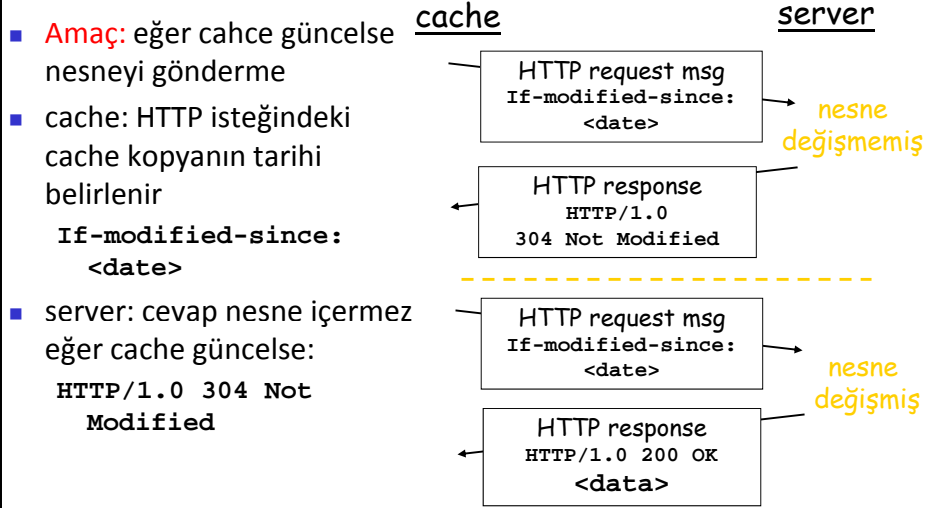 Amaç: eğer cahce güncelse
nesneyi gönderme
cache: HTTP isteğindeki
cache kopyanın tarihi
belirlenir
If-modified-since:
<date>
server: cevap nesne içermez
eğer cache güncelse:
HTTP/1.0 304 Not
Modified
cache
server
HTTP request msg
If-modified-since:
<date>
nesne
değişmemiş
HTTP response
HTTP/1.0
304 Not Modified
HTTP request msg
If-modified-since:
<date>
nesne
değişmiş
HTTP response
HTTP/1.0 200 OK
<data>